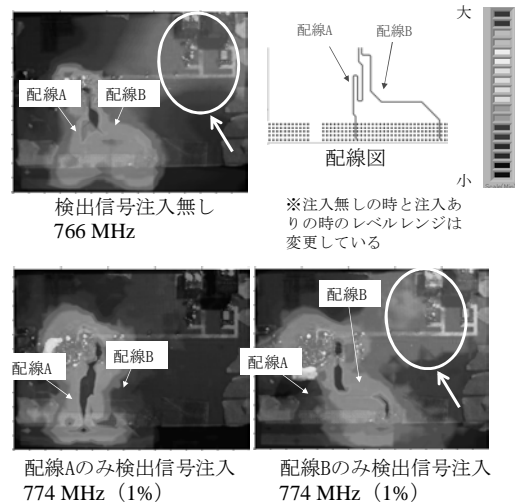 配線A
配線B
検出信号注入無し
766 MHz
配線A
配線B
配線図
大
小
※注入無しの時と注入あ
りの時のレベルレンジは
変更している
配線A
配線B
配線Aのみ検出信号注入
774 MHz（1%）
配線B
配線A
配線Bのみ検出信号注入
774 MHz（1%）